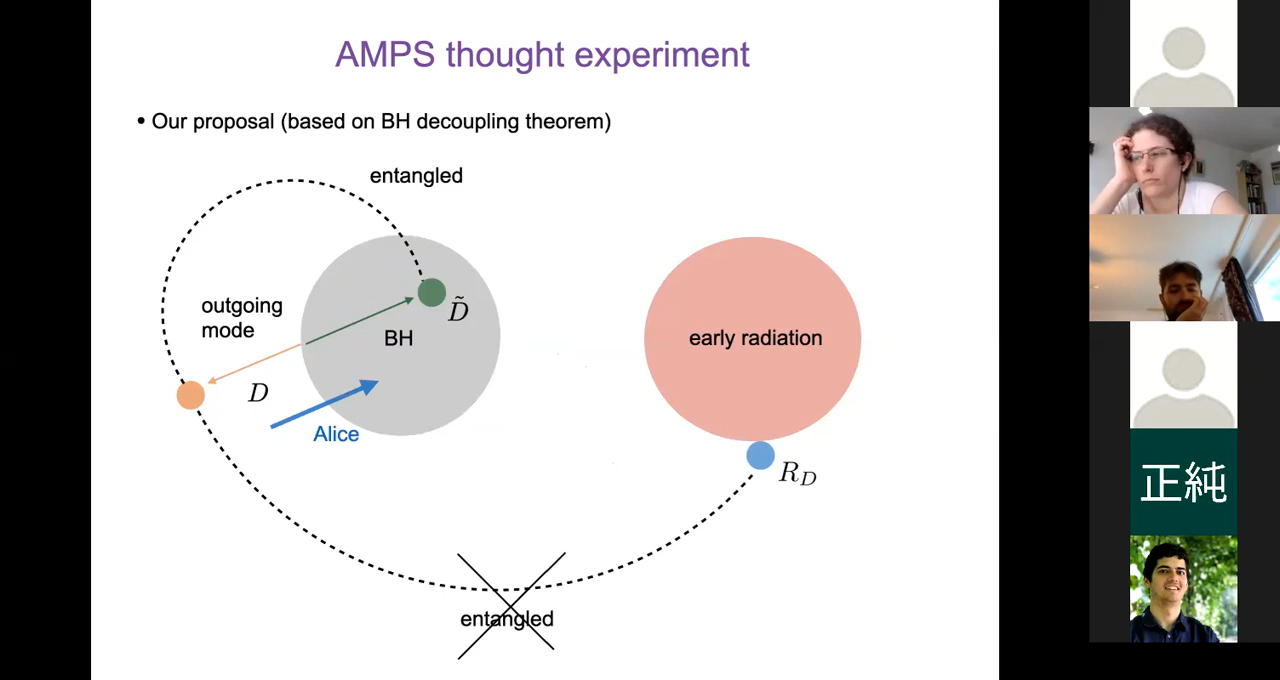 AMPS thought experiment
• Our proposal (based on BH decoupling theorem)
entangled
outgoing
mode
D̃
BH
D
Alice
early radiation
R_D
entangled
正純